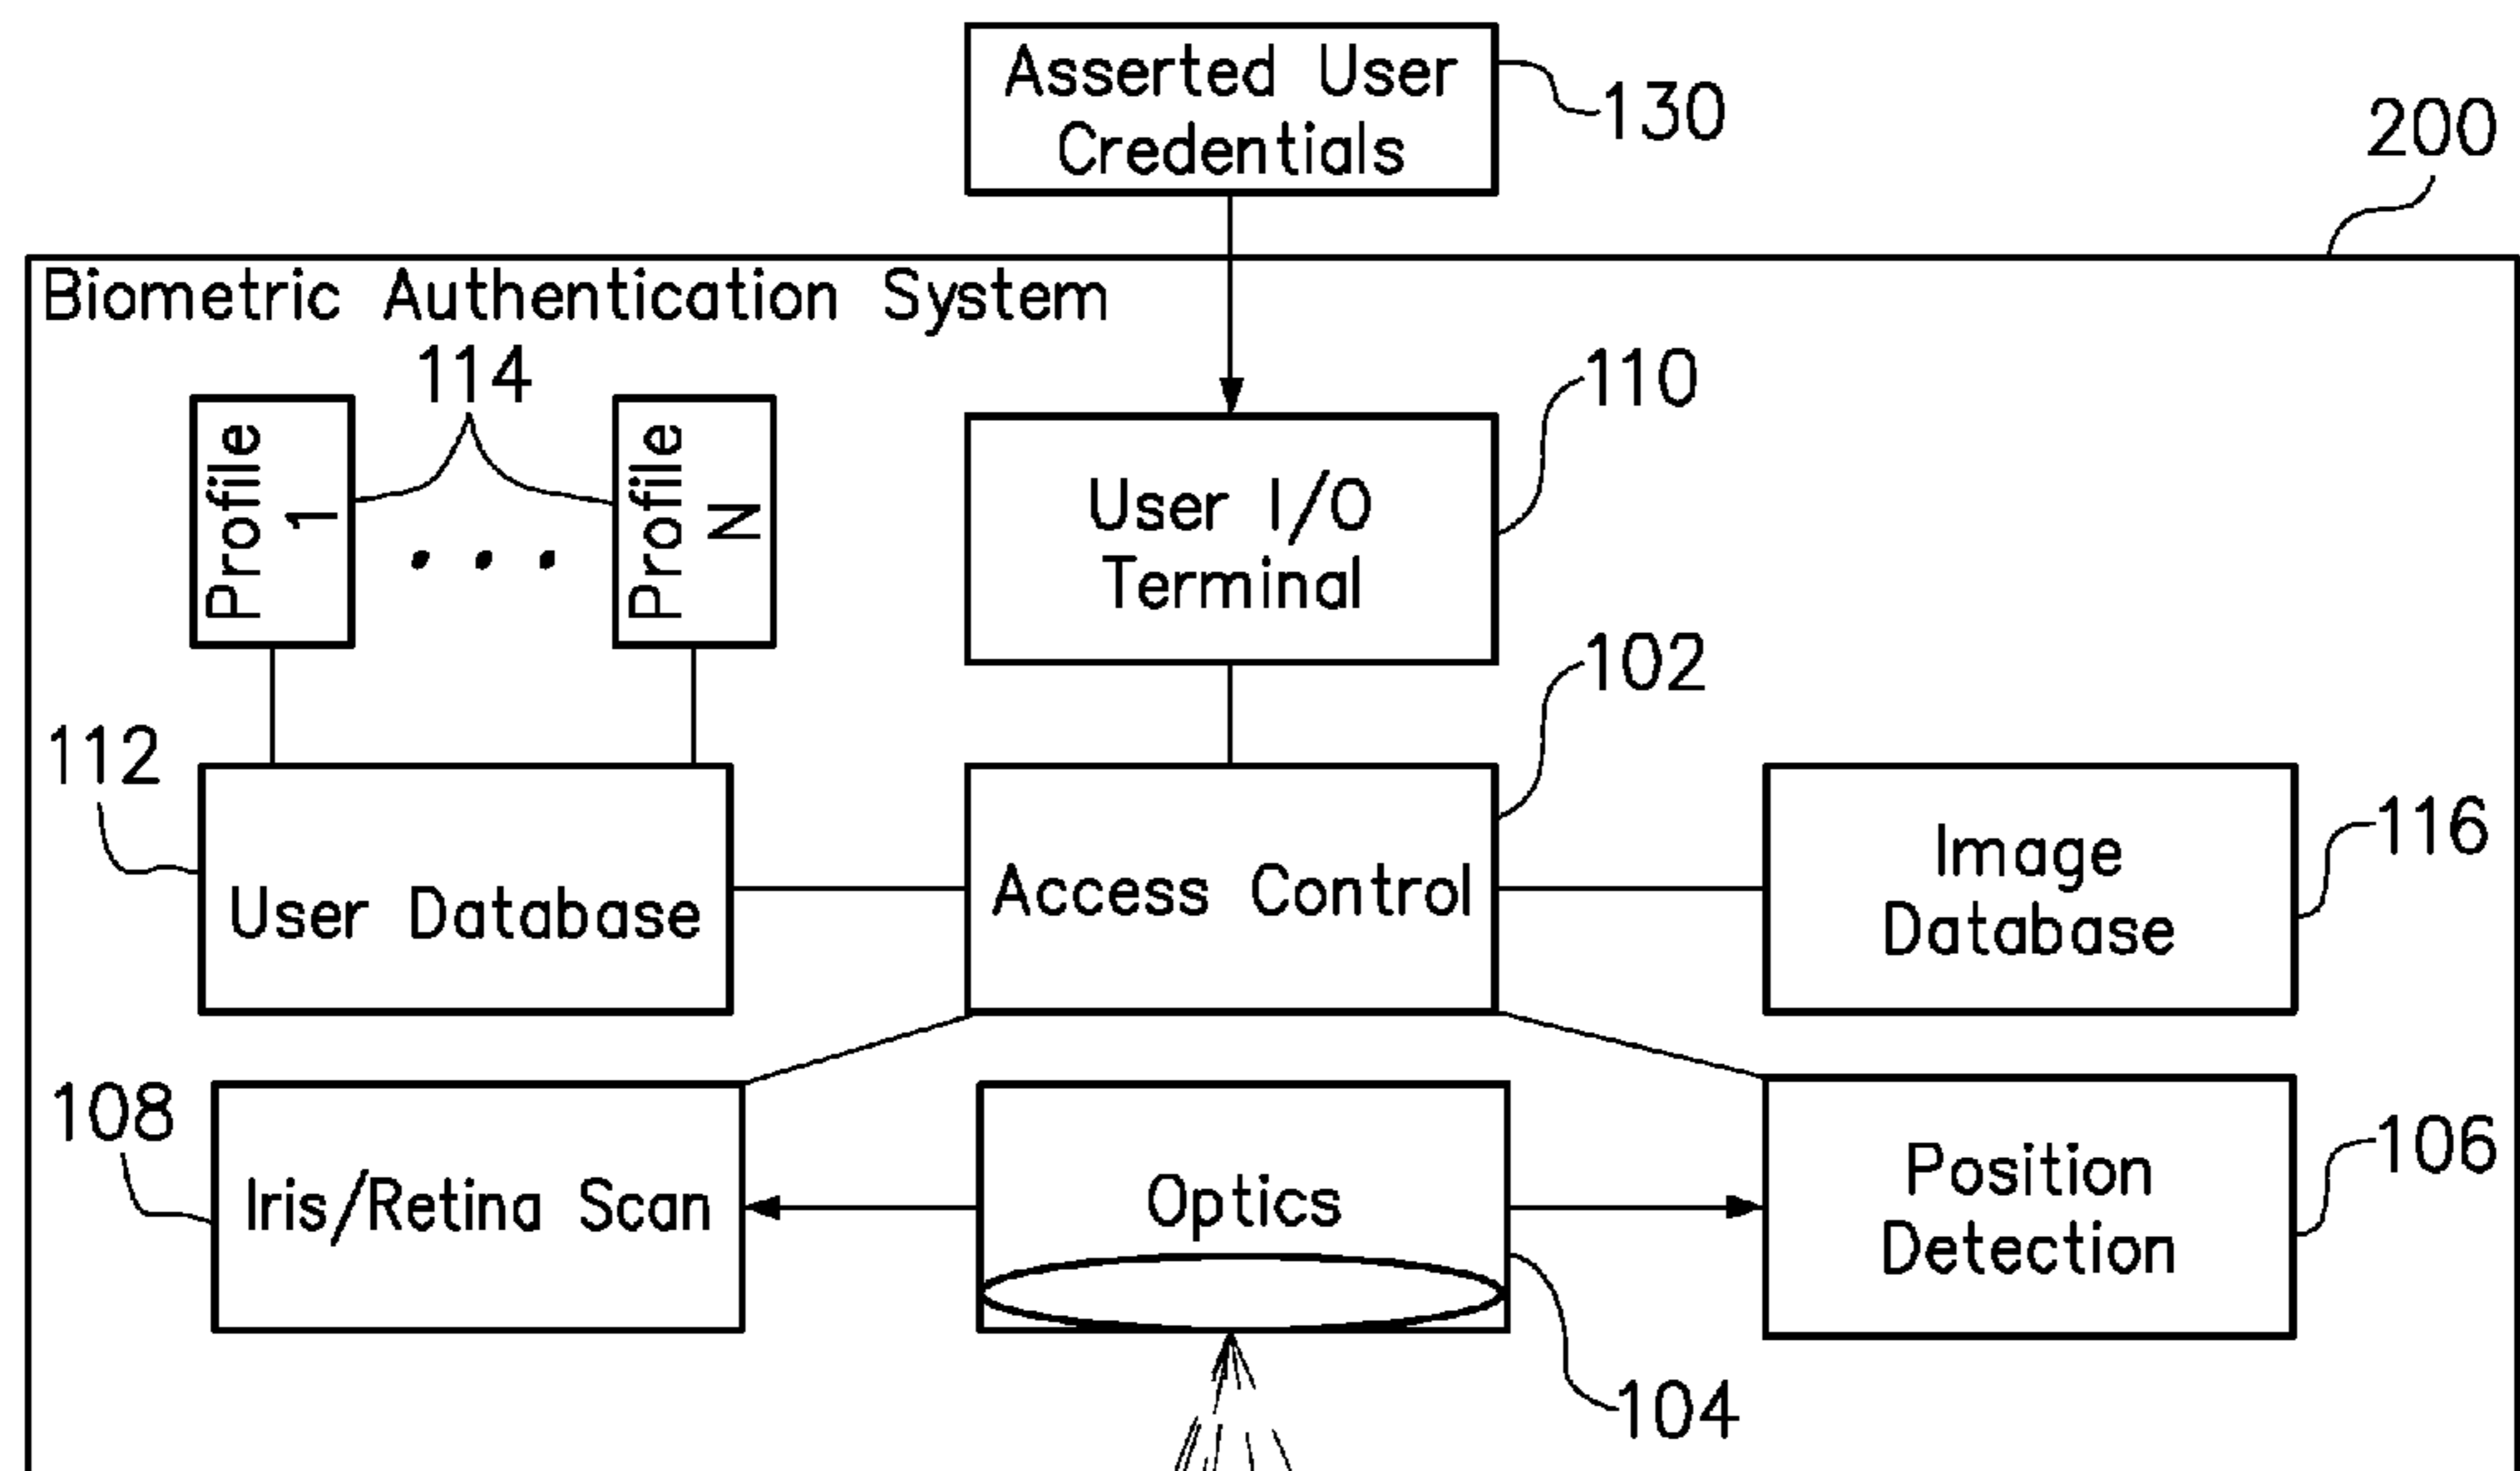 Asserted User
Credentials
130
200
Biometric Authentication System
114
110
Profile
1
Profile
N
User I/O
Terminal
102
112
116
User Database
Access Control
Image
Database
108
106
Iris/Retina Scan
Optics
Position
Detection
104